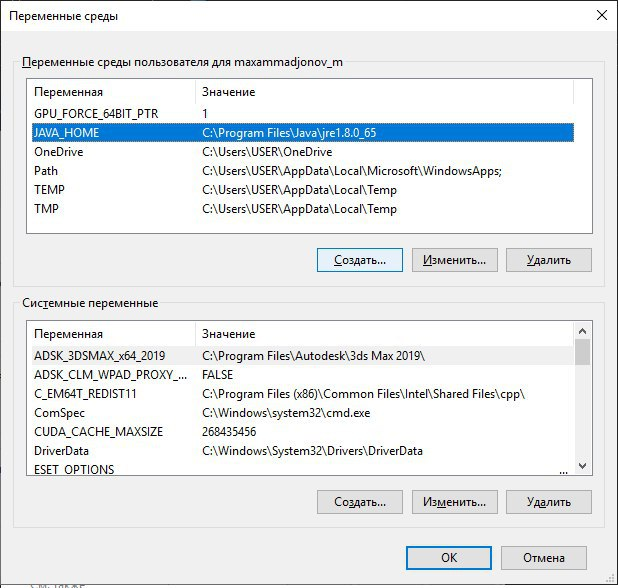 Переменные среды
Переменные среды пользователя для maxammadjonov_m
Переменная Значение
GPU_FORCE_64BIT_PTR 1
JAVA_HOME C:\Program Files\Java\jre1.8.0_65
OneDrive C:\Users\USER\OneDrive
Path C:\Users\USER\AppData\Local\Microsoft\WindowsApps;
TEMP C:\Users\USER\AppData\Local\Temp
TMP C:\Users\USER\AppData\Local\Temp
Создать... Изменить... Удалить
Системные переменные
Переменная Значение
ADSK_3DSMAX_x64_2019 C:\Program Files\Autodesk\3ds Max 2019\
ADSK_CLM_WPAD_PROXY_... FALSE
C_EM64T_REDIST11 C:\Program Files (x86)\Common Files\Intel\Shared Files\cpp\
ComSpec C:\Windows\system32\cmd.exe
CUDA_CACHE_MAXSIZE 268435456
DriverData C:\Windows\System32\Drivers\DriverData
ESET_OPTIONS ...
Создать... Изменить... Удалить
OK Отмена